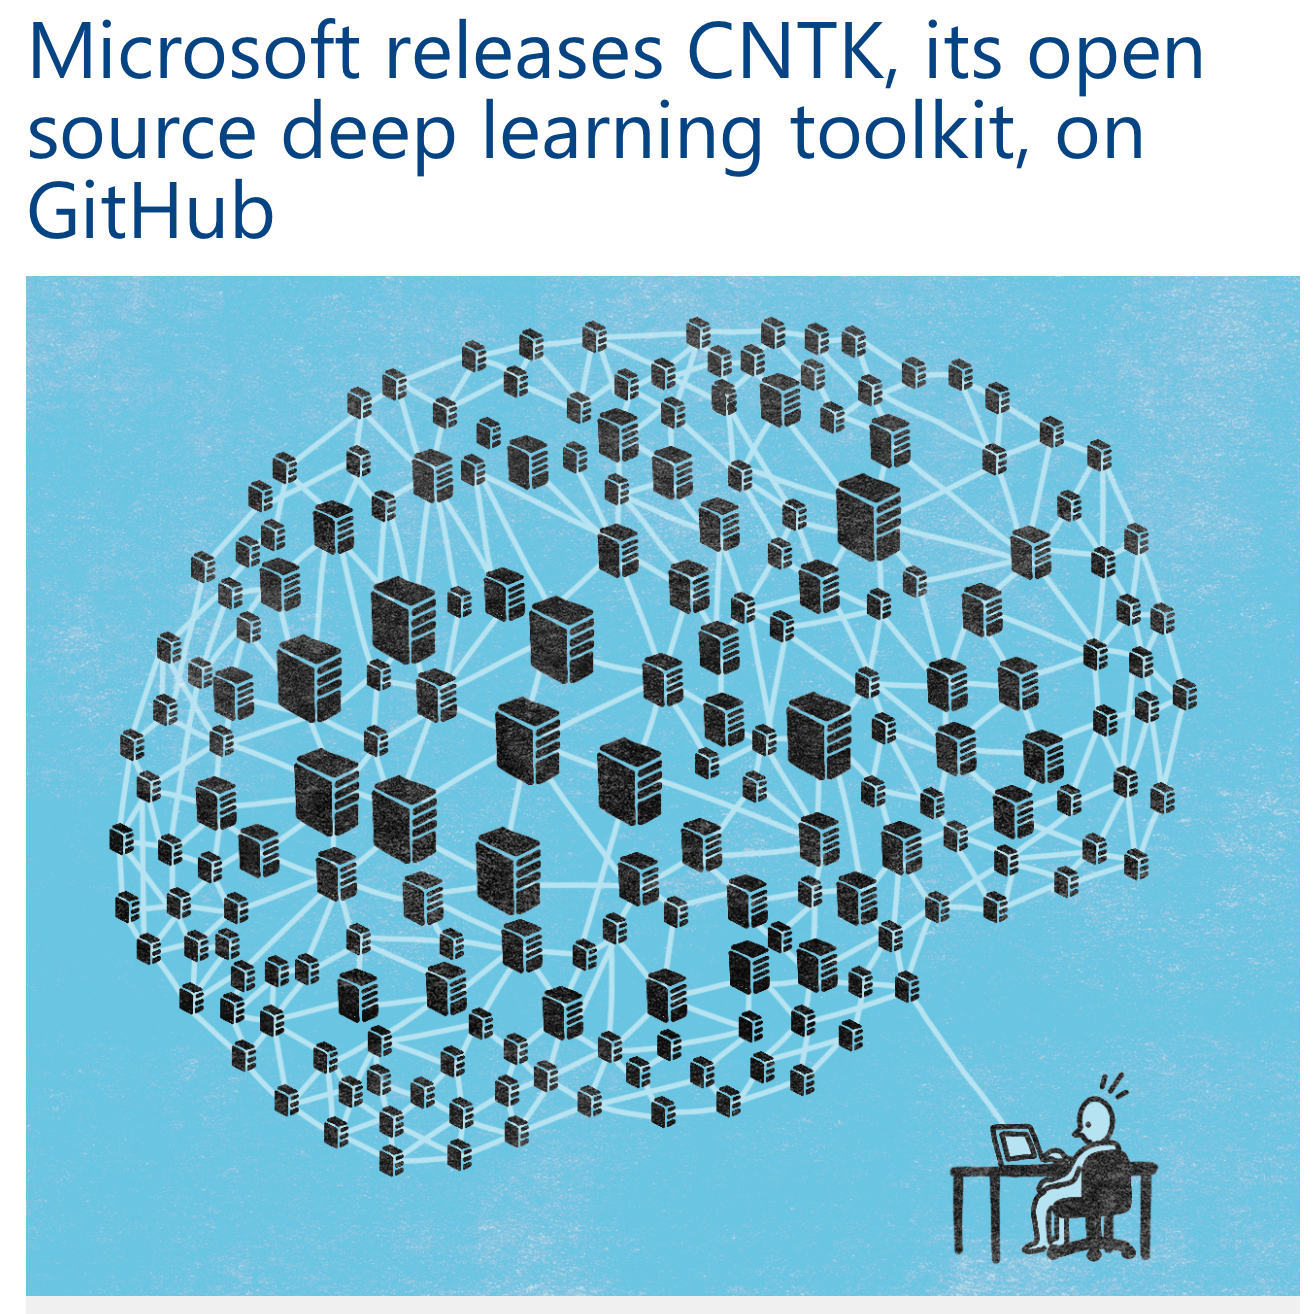 Microsoft releases CNTK, its open
source deep learning toolkit, on
GitHub